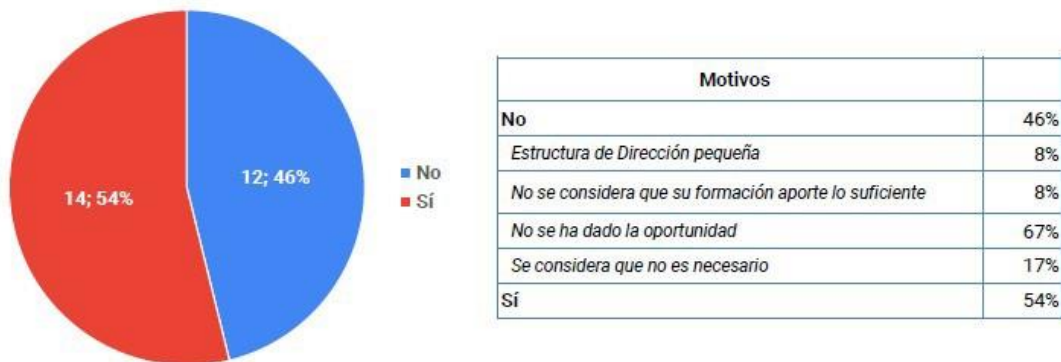 12; 46%
14; 54%
No
Sí
Motivos
No 46%
Estructura de Dirección pequeña 8%
No se considera que su formación aporte lo suficiente 8%
No se ha dado la oportunidad 67%
Se considera que no es necesario 17%
Sí 54%